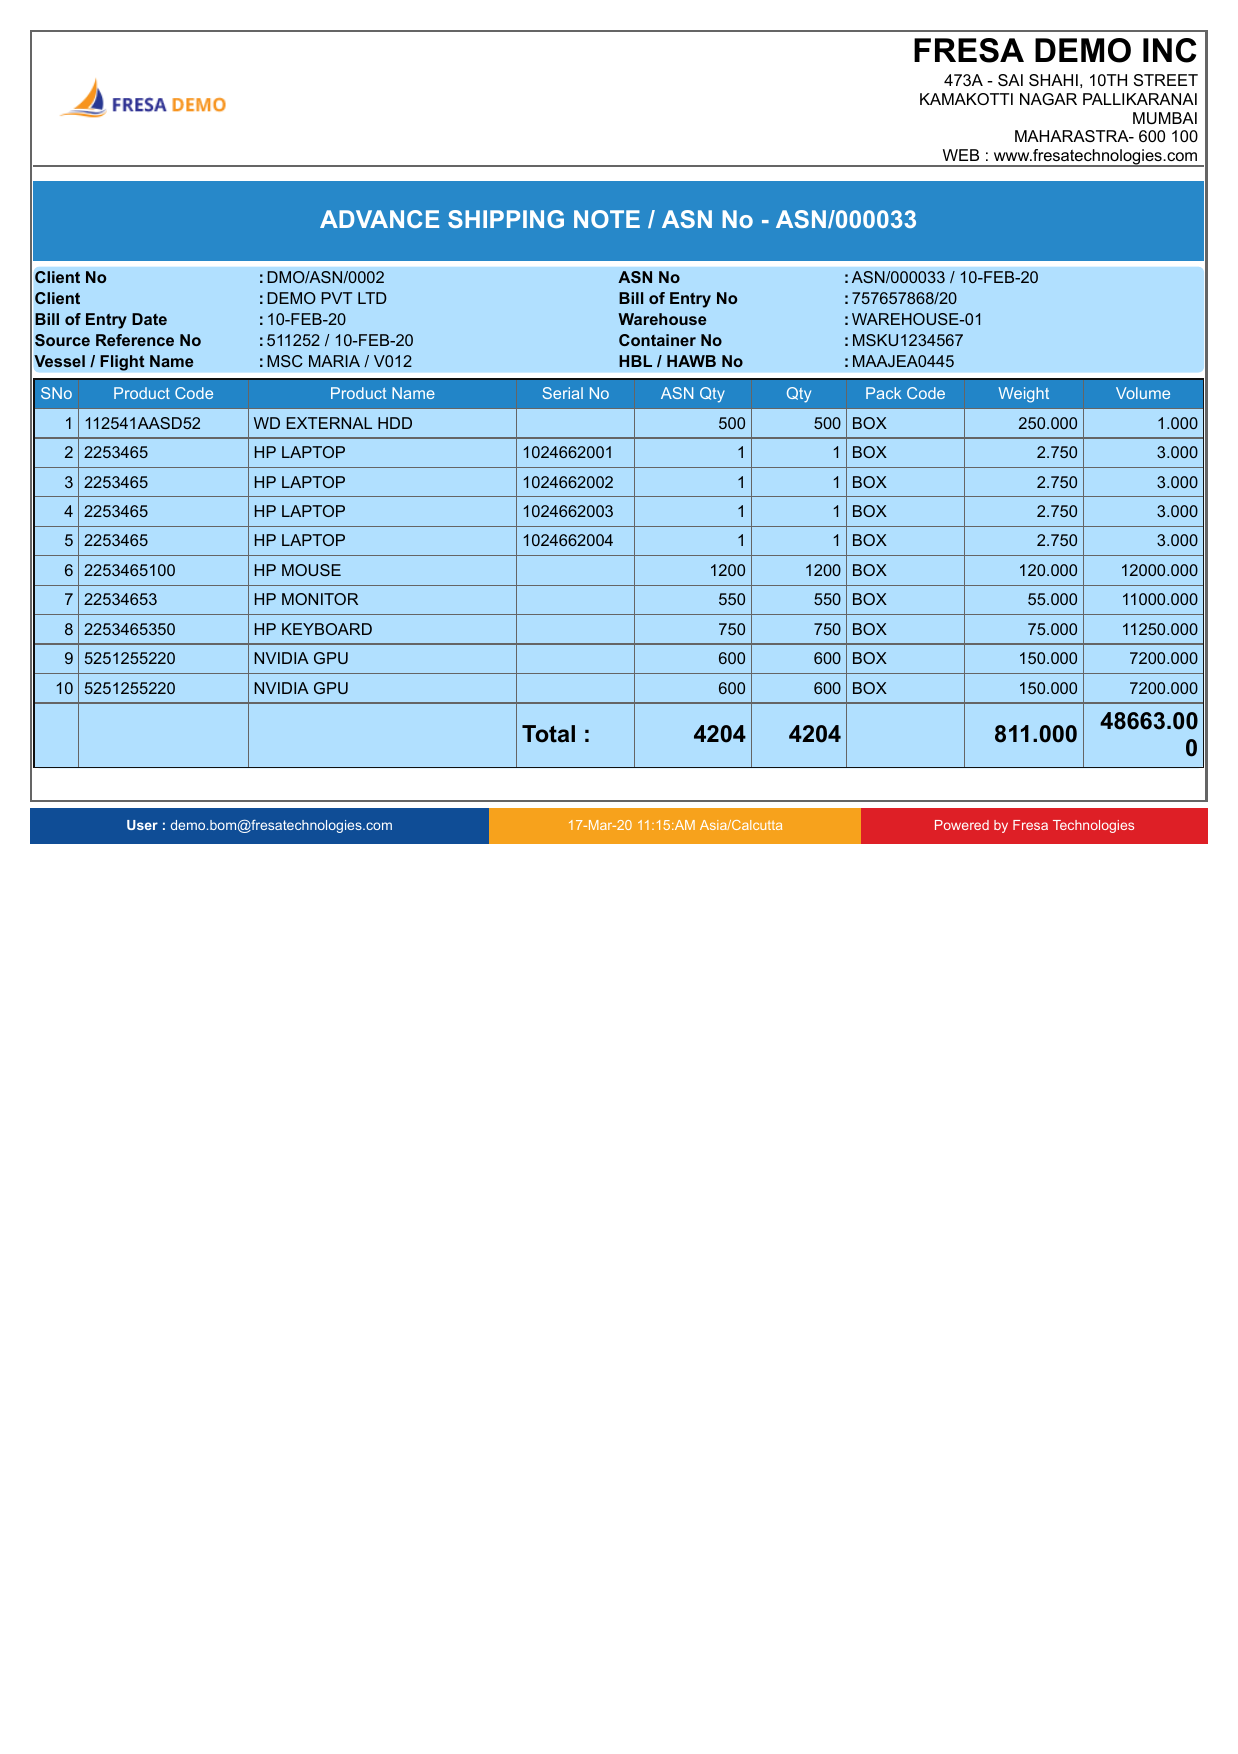 FRESA DEMO
FRESA DEMO INC
473A - SAI SHAHI, 10TH STREET
KAMAKOTTI NAGAR PALLIKARANAI
MUMBAI
MAHARASTRA- 600 100
WEB : www.fresatechnologies.com
ADVANCE SHIPPING NOTE / ASN No - ASN/000033
Client No : DMO/ASN/0002 ASN No : ASN/000033 / 10-FEB-20
Client : DEMO PVT LTD Bill of Entry No : 757657868/20
Bill of Entry Date : 10-FEB-20 Warehouse : WAREHOUSE-01
Source Reference No : 511252 / 10-FEB-20 Container No : MSKU1234567
Vessel / Flight Name : MSC MARIA / V012 HBL / HAWB No : MAAJEA0445
SNo Product Code Product Name Serial No ASN Qty Qty Pack Code Weight Volume
1 112541AASD52 WD EXTERNAL HDD 500 500 BOX 250.000 1.000
2 2253465 HP LAPTOP 1024662001 1 1 BOX 2.750 3.000
3 2253465 HP LAPTOP 1024662002 1 1 BOX 2.750 3.000
4 2253465 HP LAPTOP 1024662003 1 1 BOX 2.750 3.000
5 2253465 HP LAPTOP 1024662004 1 1 BOX 2.750 3.000
6 2253465100 HP MOUSE 1200 1200 BOX 120.000 12000.000
7 22534653 HP MONITOR 550 550 BOX 55.000 11000.000
8 2253465350 HP KEYBOARD 750 750 BOX 75.000 11250.000
9 5251255220 NVIDIA GPU 600 600 BOX 150.000 7200.000
10 5251255220 NVIDIA GPU 600 600 BOX 150.000 7200.000
Total : 4204 4204 811.000 48663.00
0
User : demo.bom@fresatechnologies.com 17-Mar-20 11:15:AM Asia/Calcutta Powered by Fresa Technologies